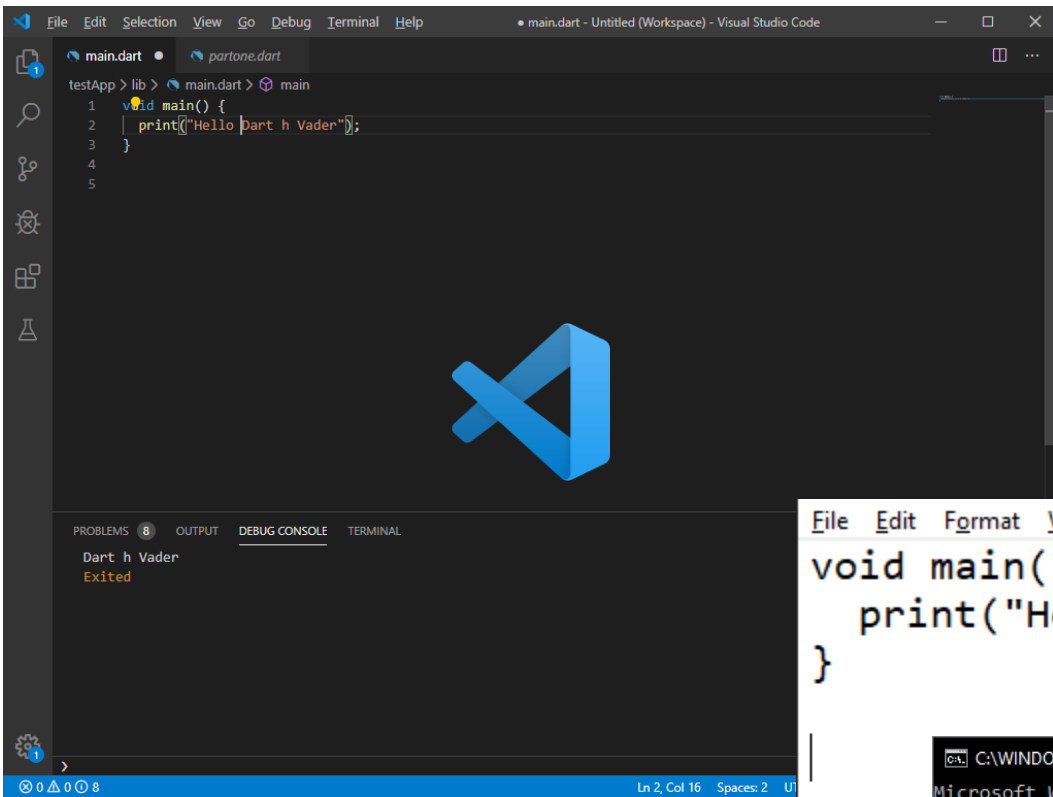 File Edit Selection View Go Debug Terminal Help ● main.dart - Untitled (Workspace) - Visual Studio Code
main.dart ● partone.dart
1
testApp > lib > main.dart > main
1 void main() {
2 print("Hello Dart h Vader");
3 }
4
5
PROBLEMS 8 OUTPUT DEBUG CONSOLE TERMINAL
Dart h Vader
Exited
1
0 0 8 Ln 2, Col 16 Spaces: 2
File Edit Format
void main(
print("H
}
C:\WINDO
Microsoft